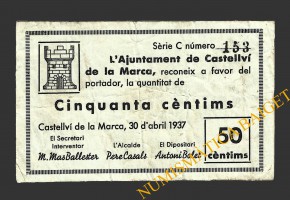 Sèrie C número 153
L'Ajuntament de Castellví
de la Marca, reconeix a favor del
portador, la quantitat de
Cinquanta cèntims
Castellví de la Marca, 30 d'abril 1937
El Secretari
Interventor
L'Alcalde
El Dipositari
M. Mas Ballester
Pere Casals
Antoni Bolet
50
cèntims
NUMISMATICA PAIGET